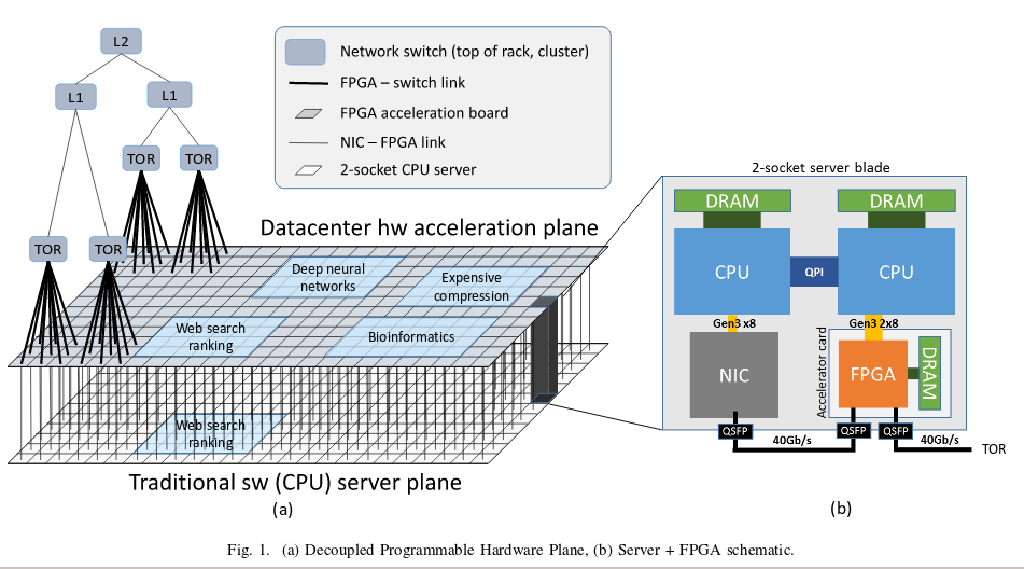 L2
L1
L1
TOR
TOR
TOR
TOR
Network switch (top of rack, cluster)
FPGA – switch link
FPGA acceleration board
NIC – FPGA link
2-socket CPU server
Datacenter hw acceleration plane
Deep neural
networks
Expensive
compression
Web search
ranking
Bioinformatics
Web search
ranking
Traditional sw (CPU) server plane
(a)
2-socket server blade
DRAM
DRAM
CPU
QPI
CPU
Gen3 x8
Gen3 2x8
NIC
Accelerator card
FPGA
DRAM
QSFP
QSFP
QSFP
40Gb/s
40Gb/s
TOR
(b)
Fig. 1. (a) Decoupled Programmable Hardware Plane, (b) Server + FPGA schematic.